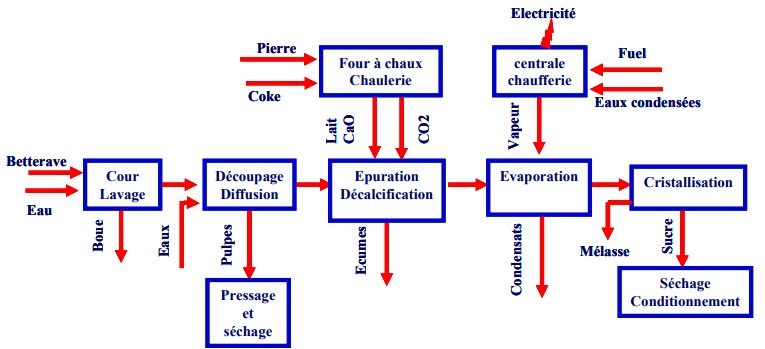 Electricité
Pierre
Coke
Four à chaux
Chaulerie
centrale
chaufferie
Fuel
Eaux condensées
Lait
CaO
CO2
Vapeur
Betterave
Eau
Cour
Lavage
Découpage
Diffusion
Epuration
Décalcification
Evaporation
Cristallisation
Boue
Eaux
Pulpes
Ecumes
Condensats
Mélasse
Sucre
Pressage
et
séchage
Séchage
Conditionnement